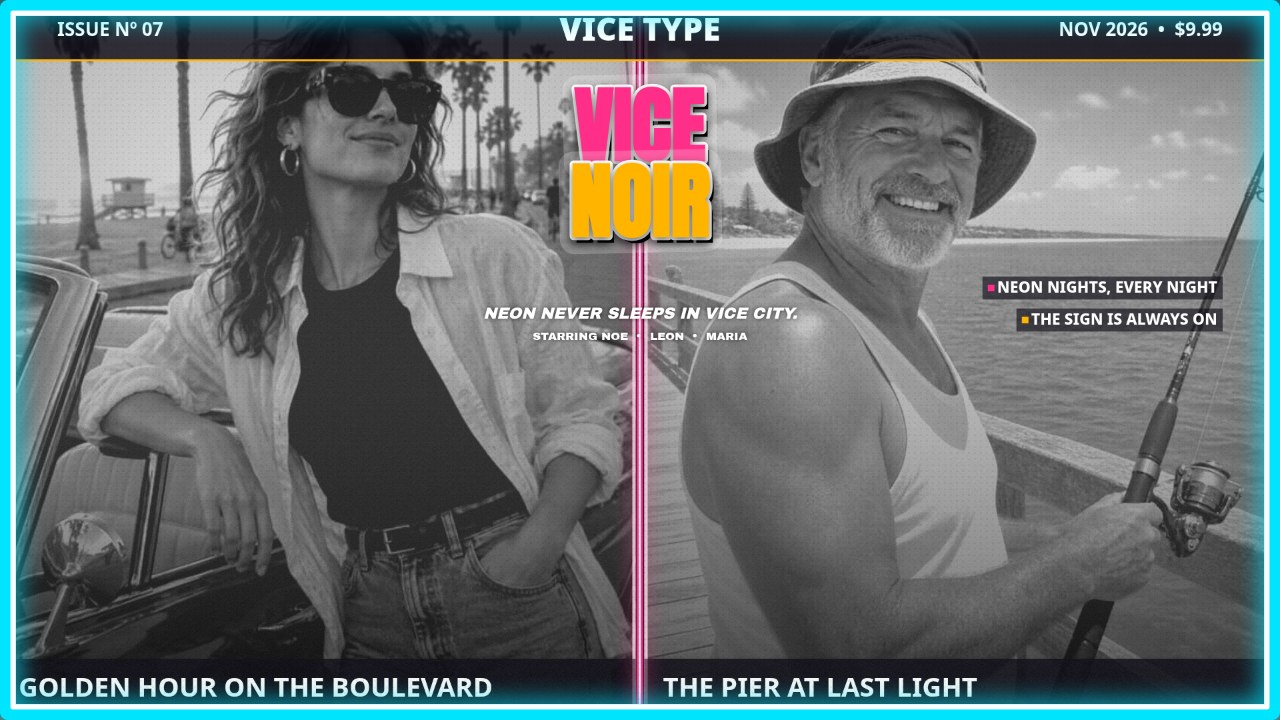 ISSUE Nº 07
VICE TYPE
NOV 2026 • $9.99
VICE
NOIR
NEON NEVER SLEEPS IN VICE CITY.
STARRING NOE • LEON • MARIA
NEON NIGHTS, EVERY NIGHT
THE SIGN IS ALWAYS ON
GOLDEN HOUR ON THE BOULEVARD
THE PIER AT LAST LIGHT